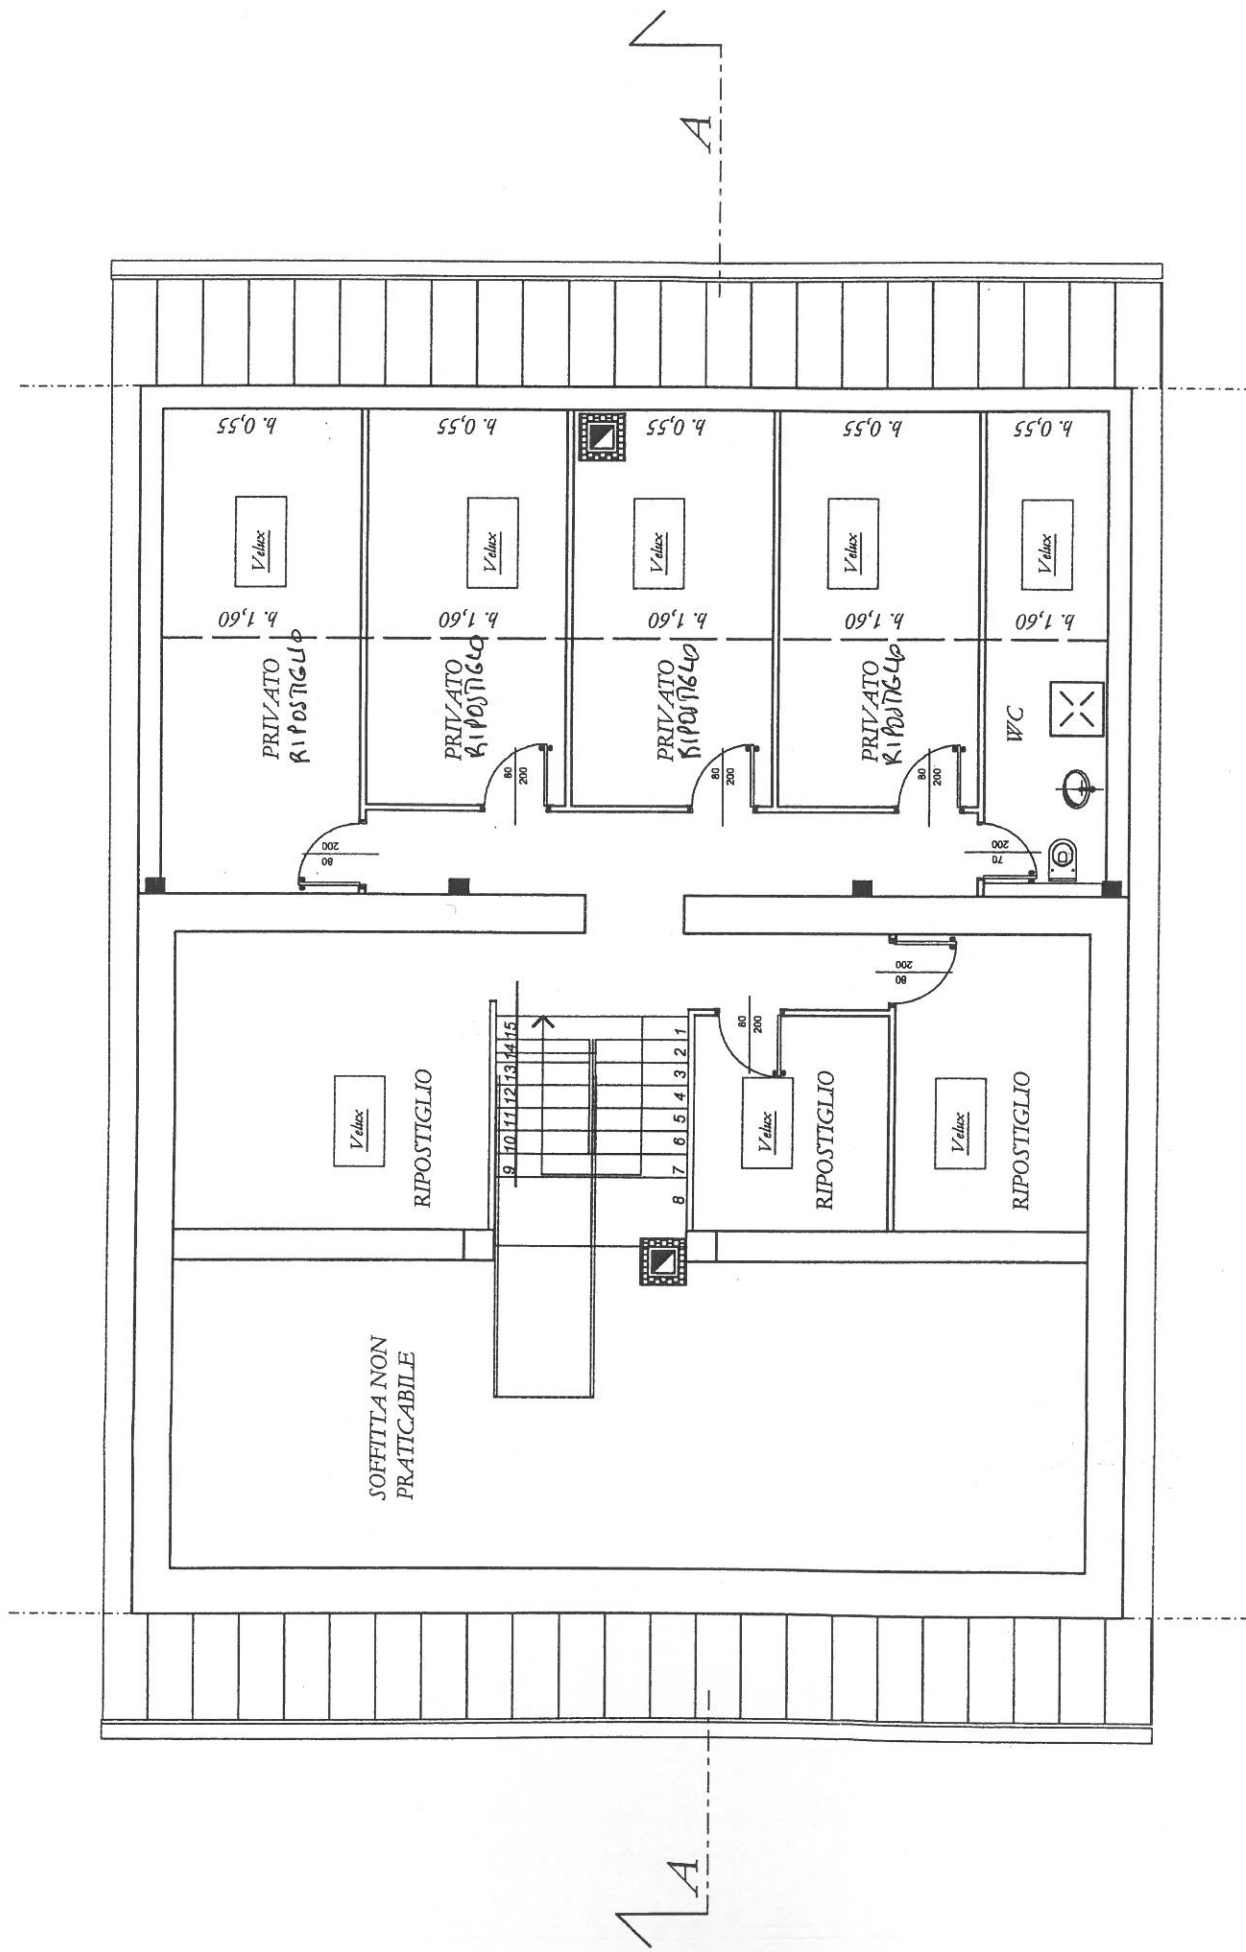 A
h. 0,55
h. 0,55
h. 0,55
h. 0,55
h. 0,55
Velux
Velux
Velux
Velux
Velux
h. 1,60
h. 1,60
h. 1,60
h. 1,60
h. 1,60
PRIVATO
RIPOSTIGLIO
PRIVATO
RIPOSTIGLIO
PRIVATO
RIPOSTIGLIO
PRIVATO
RIPOSTIGLIO
WC
80
200
80
200
80
200
80
200
70
200
80
200
80
200
15
14
13
12
11
10
9
1
2
3
4
5
6
7
8
Velux
RIPOSTIGLIO
Velux
RIPOSTIGLIO
Velux
RIPOSTIGLIO
SOFFITTA NON
PRATICABILE
A